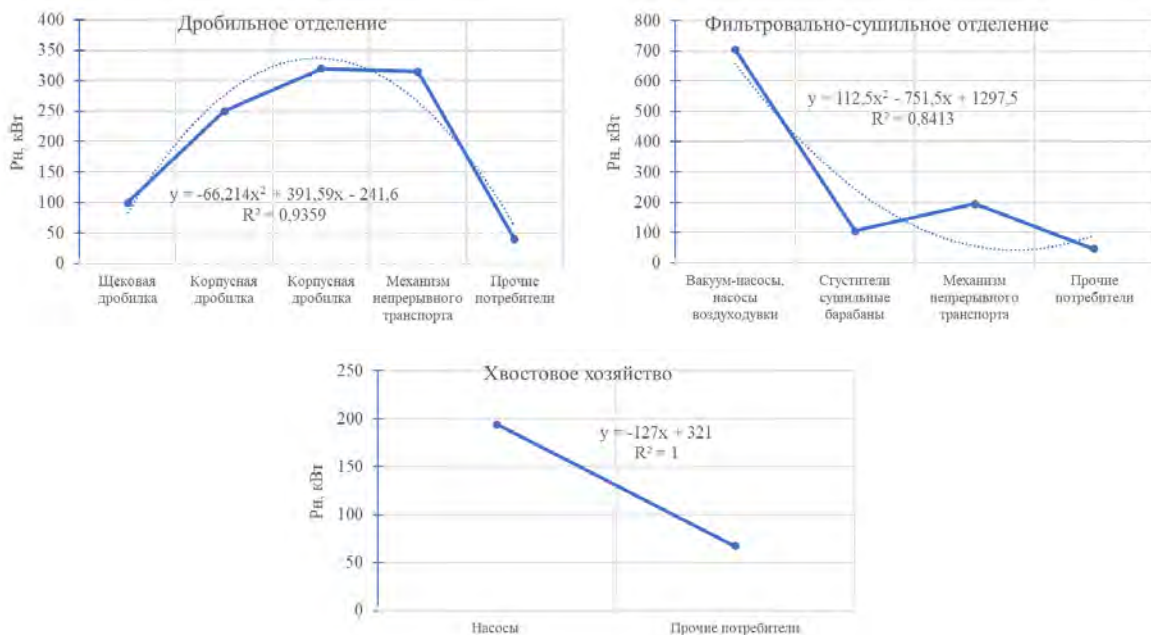 Дробильное отделение
400
350
300
250
200
150
100
50
0
Рн, кВт
y = -66,214x² + 391,59x - 241,6
R² = 0,9359
Щековая
дробилка
Корпусная
дробилка
Корпусная
дробилка
Механизм
непрерывного
транспорта
Прочие
потребители
Фильтровально-сушильное отделение
800
700
600
500
400
300
200
100
0
Рн, кВт
y = 112,5x² - 751,5x + 1297,5
R² = 0,8413
Вакуум-насосы,
насосы
воздуходувки
Сгустители
сушильные
барабаны
Механизм
непрерывного
транспорта
Прочие
потребители
Хвостовое хозяйство
250
200
150
100
50
0
Рн, кВт
y = -127x + 321
R² = 1
Насосы
Прочие потребители